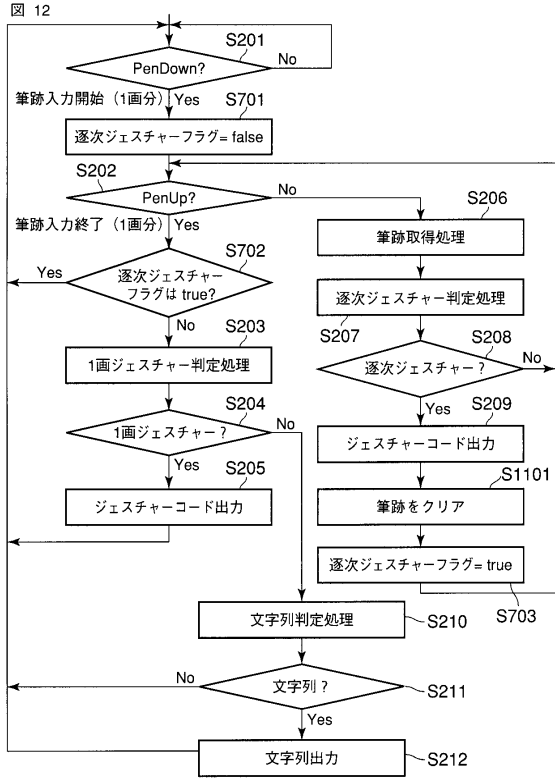 図 12
S201
PenDown?
No
筆跡入力開始（1画分）
Yes
S701
逐次ジェスチャーフラグ= false
S202
PenUp?
No
筆跡入力終了（1画分）
Yes
S206
筆跡取得処理
S702
Yes
逐次ジェスチャー
フラグは true?
No
逐次ジェスチャー判定処理
S207
S203
1画ジェスチャー判定処理
S208
逐次ジェスチャー？
No
Yes
S204
1画ジェスチャー？
No
Yes
S209
ジェスチャーコード出力
S205
ジェスチャーコード出力
S1101
筆跡をクリア
逐次ジェスチャーフラグ= true
S703
文字列判定処理
S210
No
文字列？
S211
Yes
文字列出力
S212